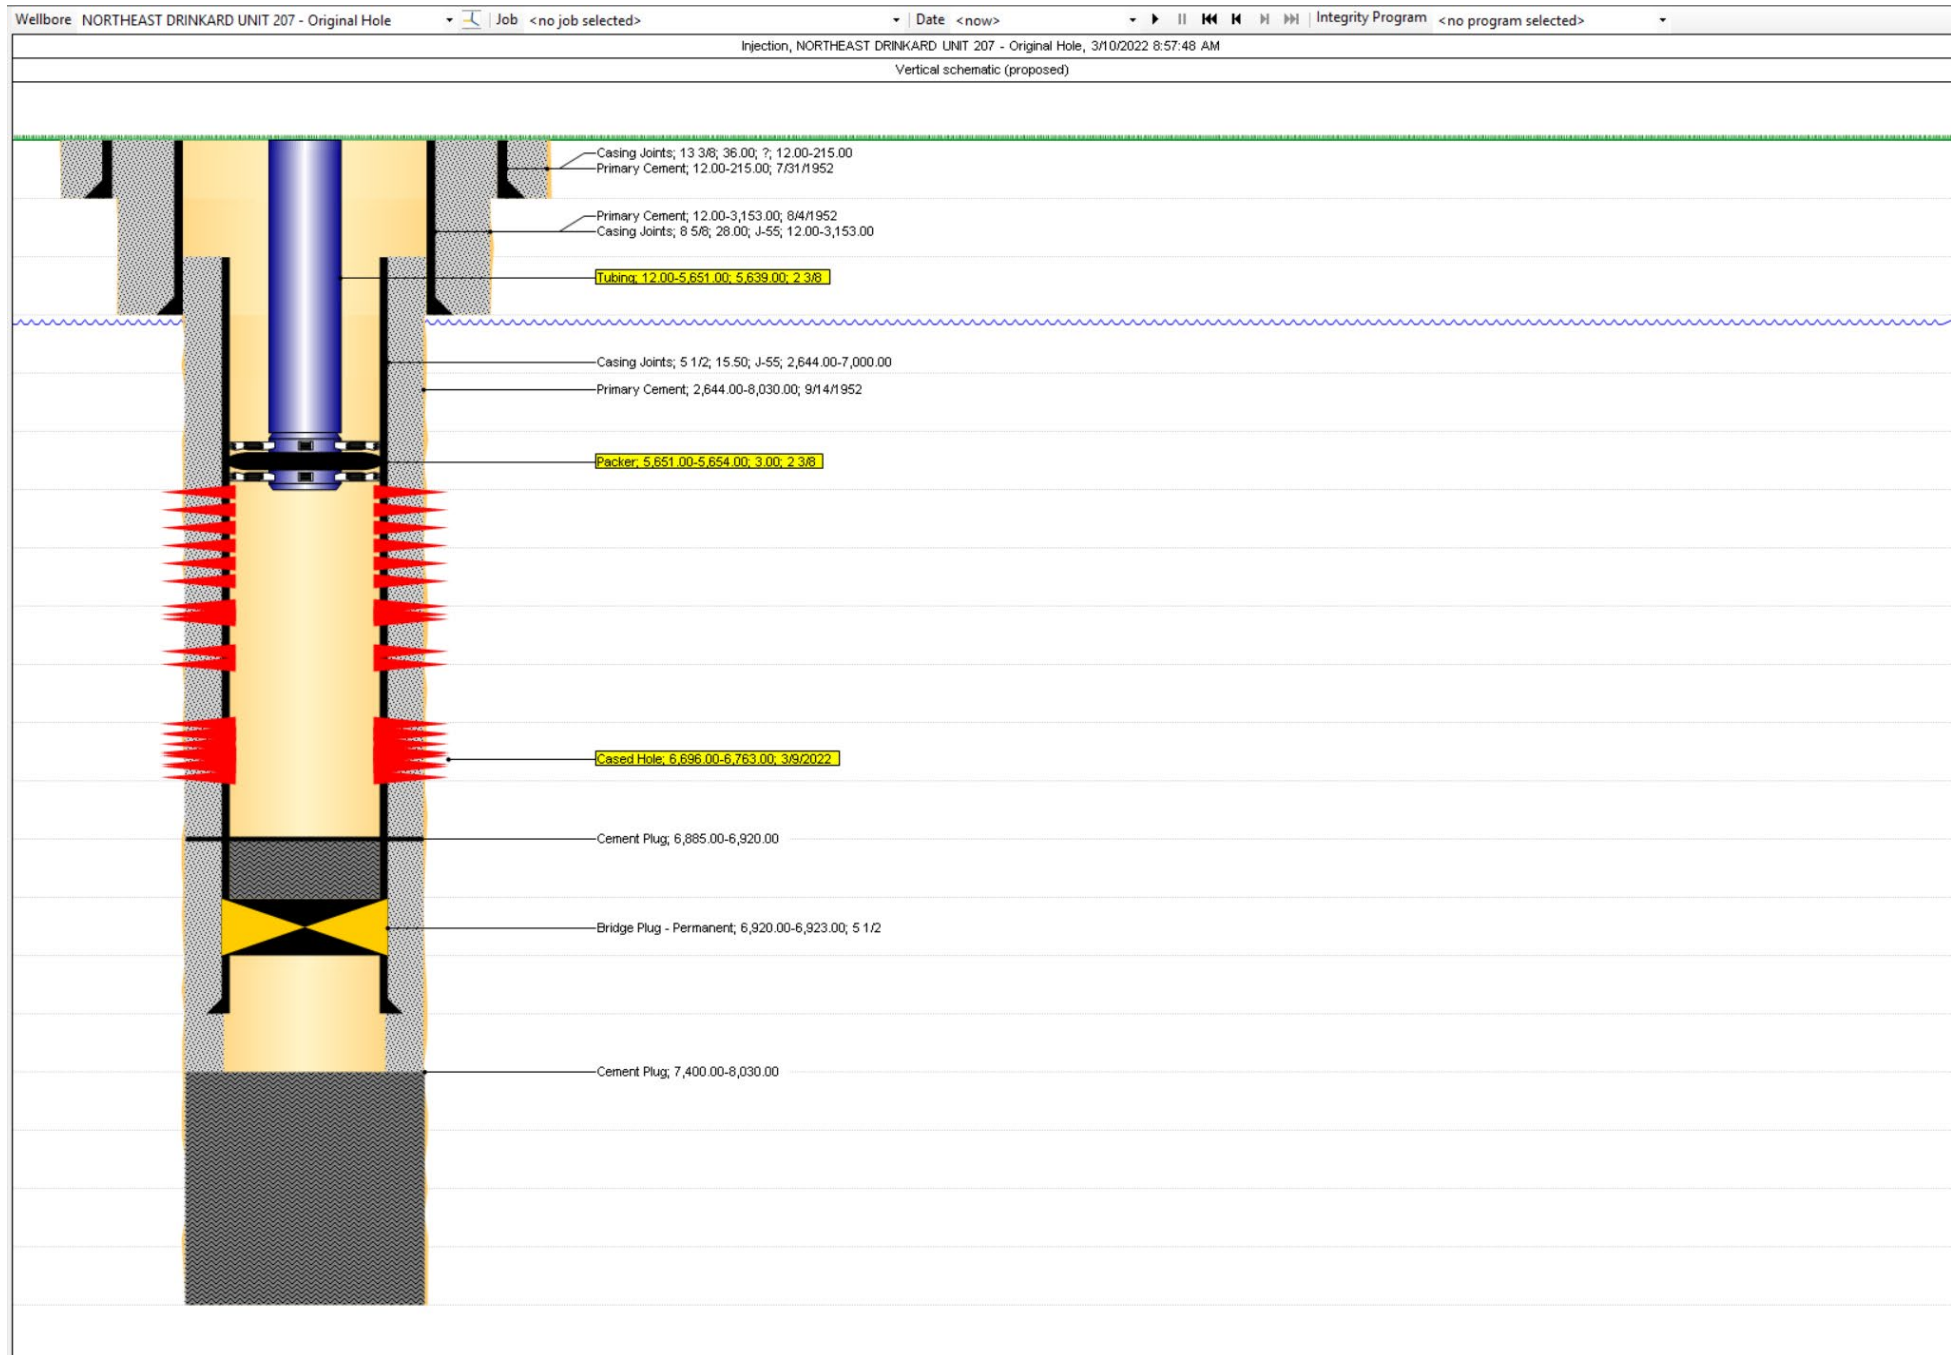 Wellbore NORTHEAST DRINKARD UNIT 207 - Original Hole Job <no job selected> Date <now> Integrity Program <no program selected>
Injection, NORTHEAST DRINKARD UNIT 207 - Original Hole, 3/10/2022 8:57:48 AM
Vertical schematic (proposed)
Casing Joints; 13 3/8; 36.00; ?; 12.00-215.00
Primary Cement; 12.00-215.00; 7/31/1952
Primary Cement; 12.00-3,153.00; 8/4/1952
Casing Joints; 8 5/8; 28.00; J-55; 12.00-3,153.00
Tubing; 12.00-5,651.00; 5,639.00; 2 3/8
Casing Joints; 5 1/2; 15.50; J-55; 2,644.00-7,000.00
Primary Cement; 2,644.00-8,030.00; 9/14/1952
Packer; 5,651.00-5,654.00; 3.00; 2 3/8
Cased Hole; 6,696.00-6,763.00; 3/9/2022
Cement Plug; 6,885.00-6,920.00
Bridge Plug - Permanent; 6,920.00-6,923.00; 5 1/2
Cement Plug; 7,400.00-8,030.00